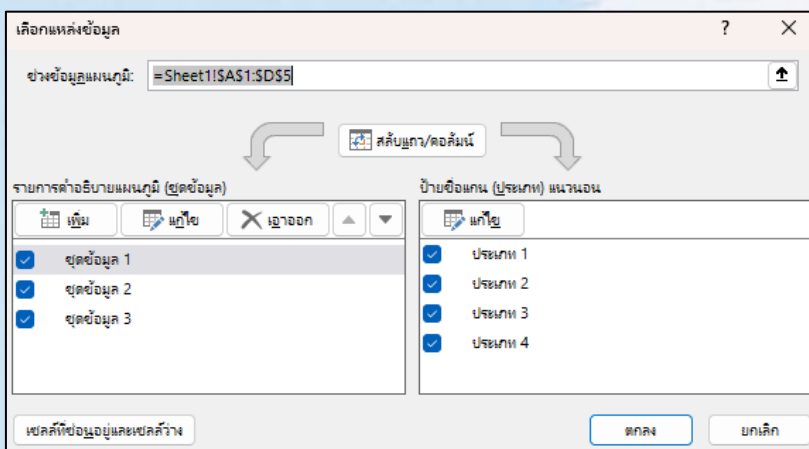 เลือกแหล่งข้อมูล ? ×
ช่วงข้อมูลแผนภูมิ: =Sheet1!$A$1:$D$5
สลับแถว/คอลัมน์
รายการคำอธิบายแผนภูมิ (ชุดข้อมูล)
ป้ายชื่อแกน (ประเภท) แนวนอน
เพิ่ม แก้ไข เอาออก
แก้ไข
ชุดข้อมูล 1
ชุดข้อมูล 2
ชุดข้อมูล 3
ประเภท 1
ประเภท 2
ประเภท 3
ประเภท 4
เซลล์ที่ซ่อนอยู่และเซลล์ว่าง
ตกลง ยกเลิก